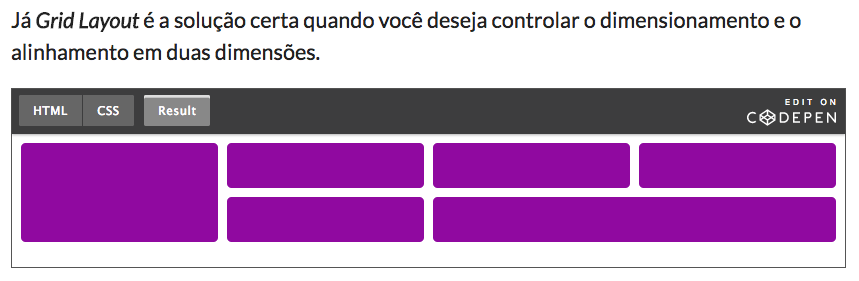 Já Grid Layout é a solução certa quando você deseja controlar o dimensionamento e o
alinhamento em duas dimensões.
HTML CSS Result
EDIT ON
CODEPEN